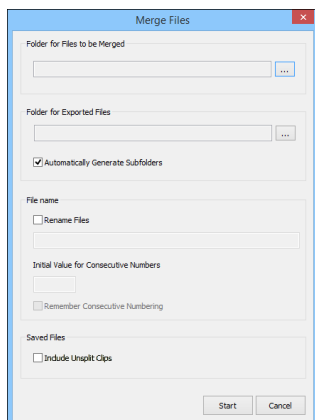 Merge Files
Folder for Files to be Merged
...
Folder for Exported Files
...
Automatically Generate Subfolders
File name
Rename Files
Initial Value for Consecutive Numbers
Remember Consecutive Numbering
Saved Files
Include Unsplit Clips
Start Cancel